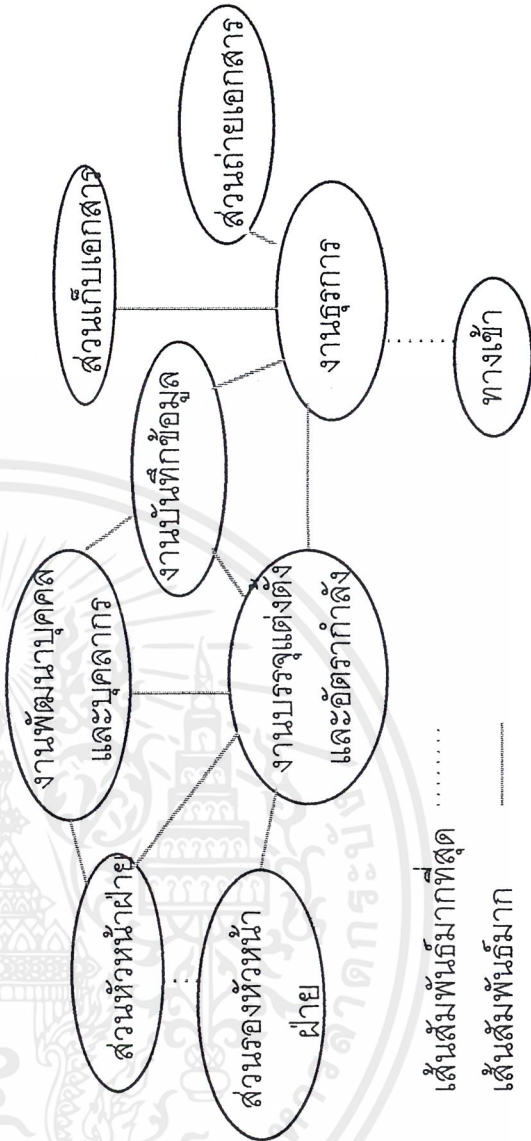 ส่วนเก็บเอกสาร
ส่วนถ่ายเอกสาร
งานพัฒนาบุคคล
และบุคลากร
งานบันทึกข้อมูล
งานธุรการ
ส่วนหัวหน้าฝ่าย
งานบรรจุแต่งตั้ง
และอัตรากำลัง
ส่วนรองหัวหน้า
ฝ่าย
ทางเข้า
เส้นสัมพันธ์มากที่สุด ........
เส้นสัมพันธ์มาก